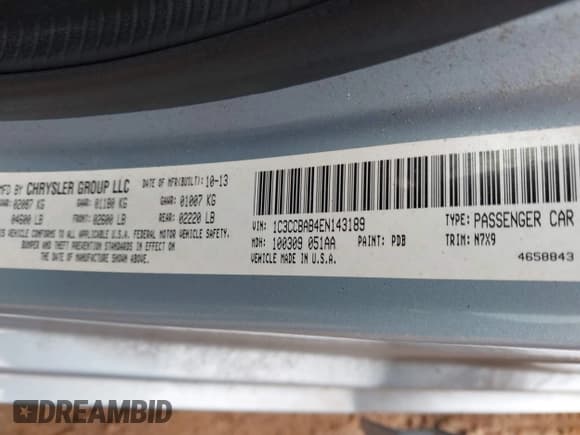 MFD BY CHRYSLER GROUP LLC DATE OF MFR(BUILT): 10-13
GVWR: 02087 KG GAWR: 01180 KG GAWR: 01007 KG
04600 LB FRONT: 02600 LB REAR: 02220 LB
THIS VEHICLE CONFORMS TO ALL APPLICABLE U.S.A. FEDERAL MOTOR VEHICLE SAFETY,
BUMPER AND THEFT PREVENTION STANDARDS IN EFFECT ON
THE DATE OF MANUFACTURE SHOWN ABOVE.
VIN: 1C3CCBAB4EN143189 TYPE: PASSENGER CAR
MDH: 100309 051AA PAINT: PDB TRIM: N7X9
VEHICLE MADE IN U.S.A. 4658843
DREAMBID